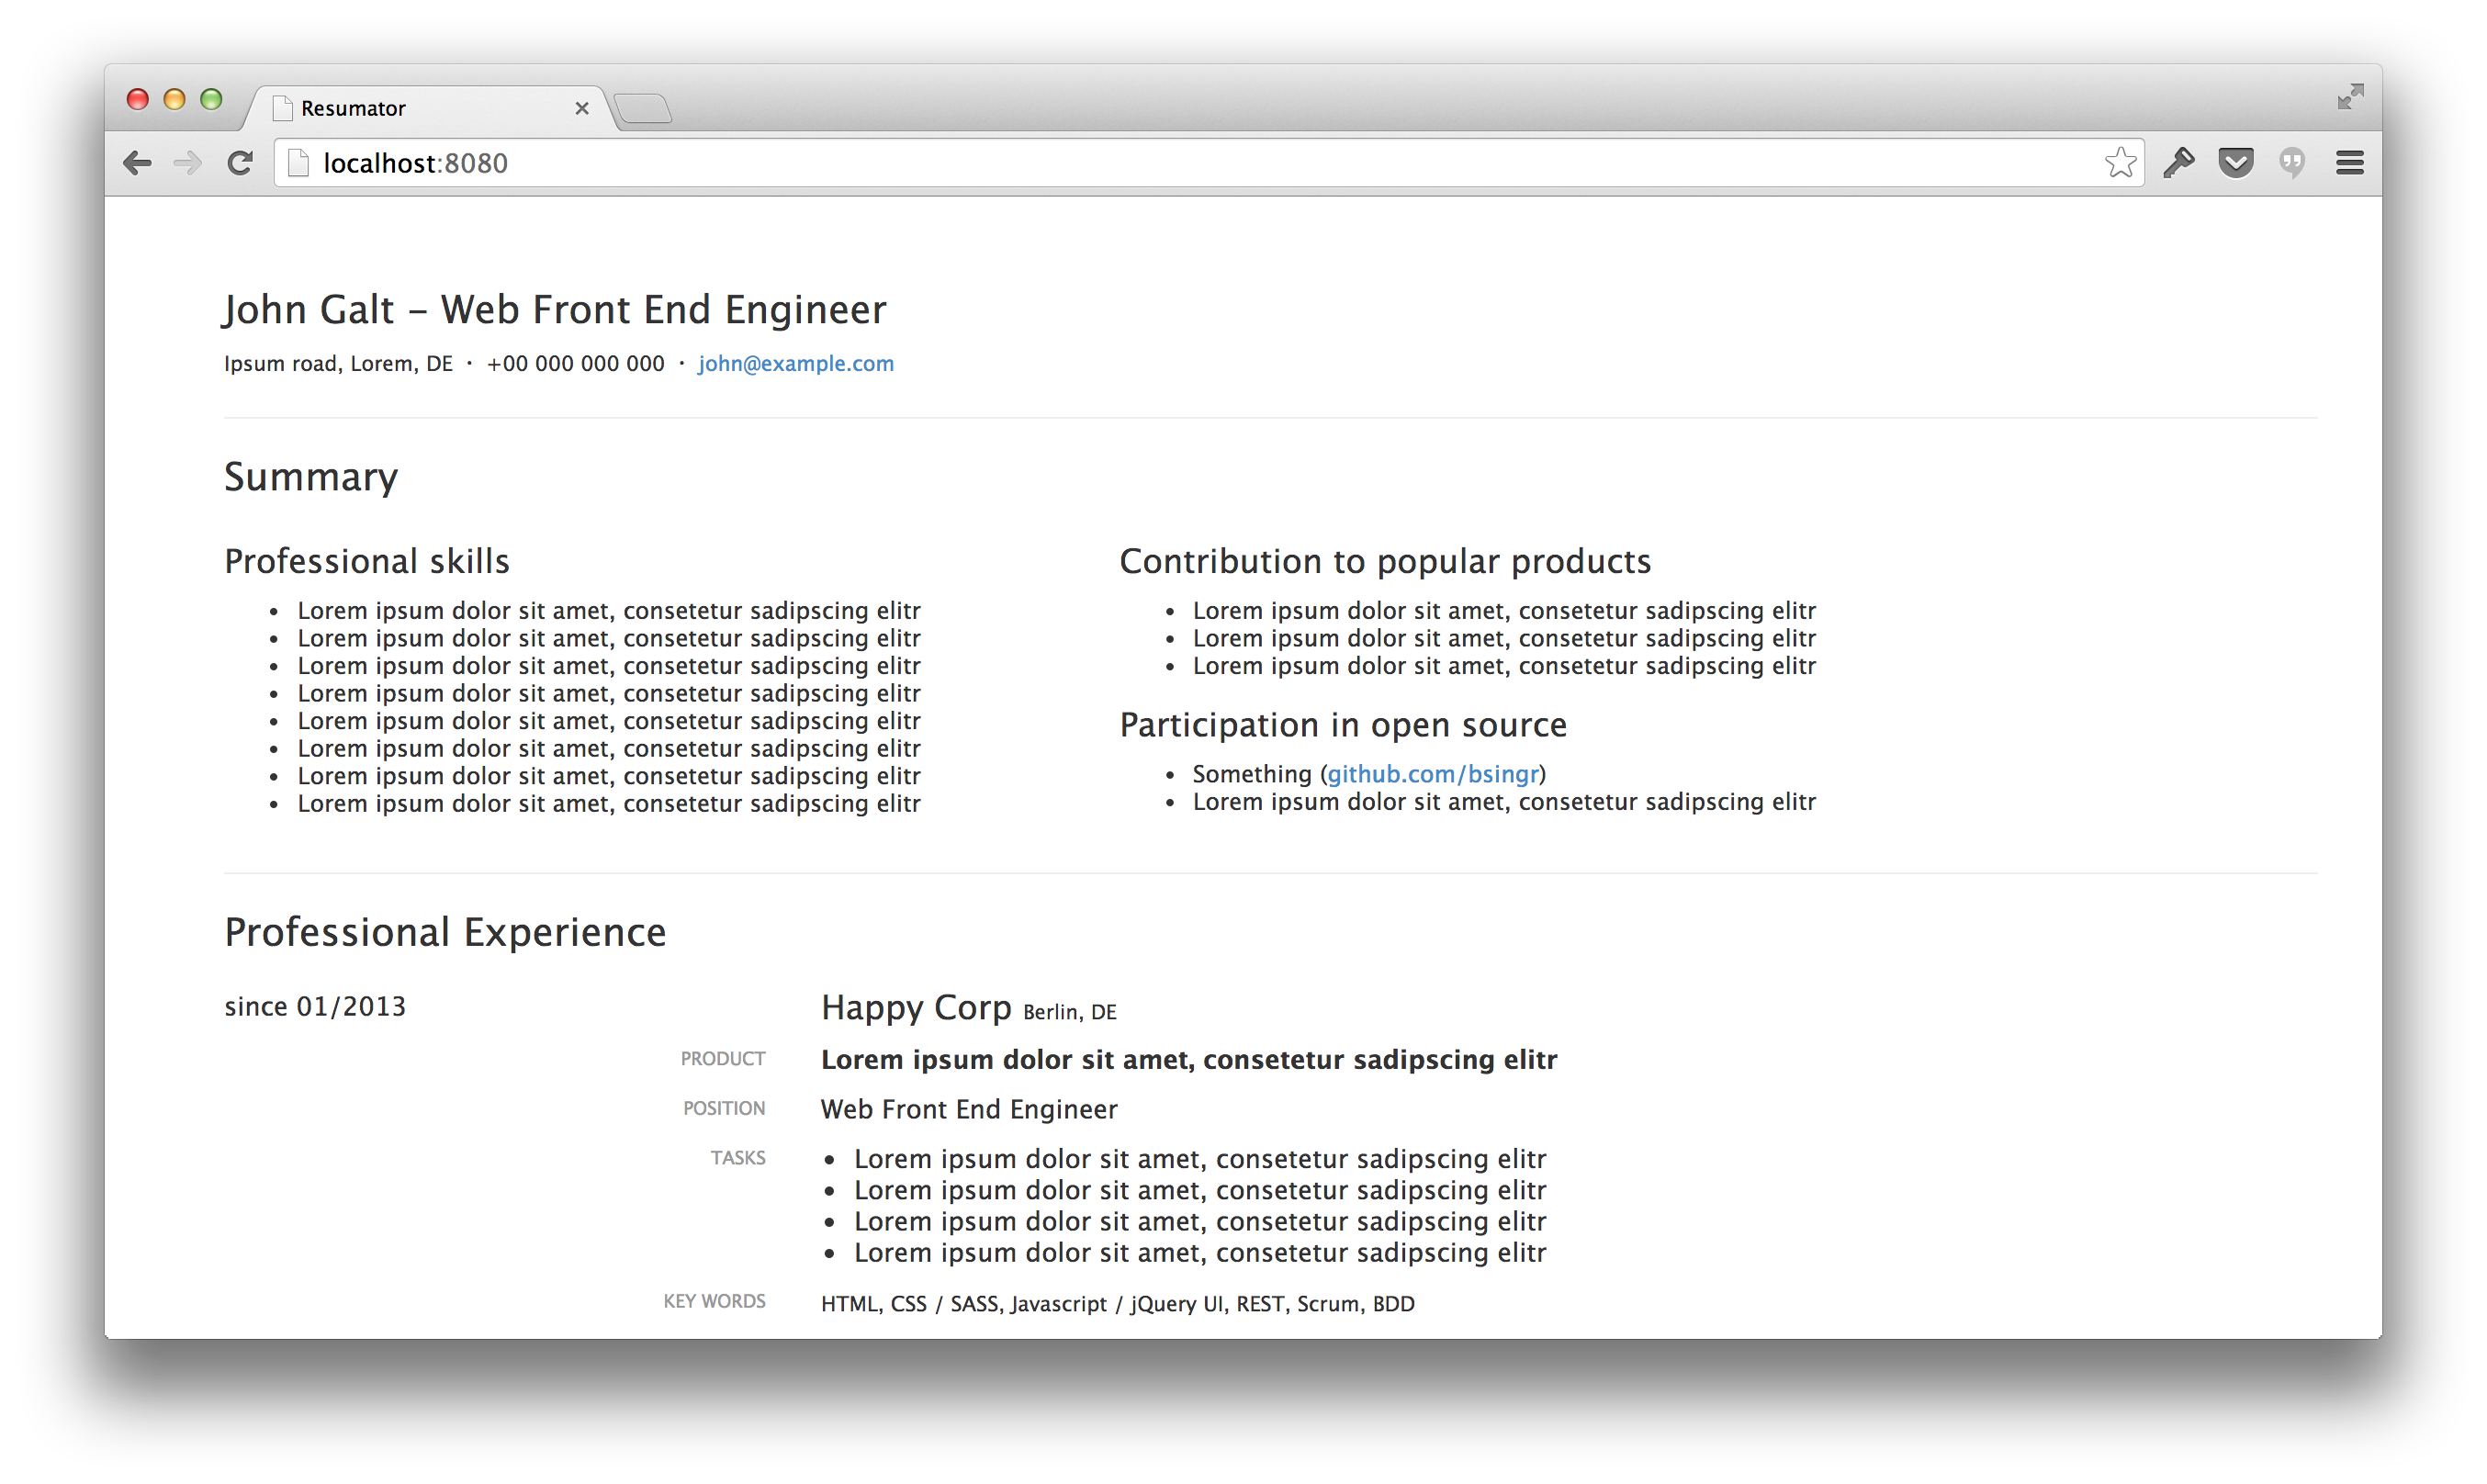 Resumator
localhost:8080
John Galt – Web Front End Engineer
Ipsum road, Lorem, DE · +00 000 000 000 · john@example.com
Summary
Professional skills
• Lorem ipsum dolor sit amet, consetetur sadipscing elitr
• Lorem ipsum dolor sit amet, consetetur sadipscing elitr
• Lorem ipsum dolor sit amet, consetetur sadipscing elitr
• Lorem ipsum dolor sit amet, consetetur sadipscing elitr
• Lorem ipsum dolor sit amet, consetetur sadipscing elitr
• Lorem ipsum dolor sit amet, consetetur sadipscing elitr
• Lorem ipsum dolor sit amet, consetetur sadipscing elitr
• Lorem ipsum dolor sit amet, consetetur sadipscing elitr
Contribution to popular products
• Lorem ipsum dolor sit amet, consetetur sadipscing elitr
• Lorem ipsum dolor sit amet, consetetur sadipscing elitr
• Lorem ipsum dolor sit amet, consetetur sadipscing elitr
Participation in open source
• Something (github.com/bsingr)
• Lorem ipsum dolor sit amet, consetetur sadipscing elitr
Professional Experience
since 01/2013
Happy Corp Berlin, DE
PRODUCT Lorem ipsum dolor sit amet, consetetur sadipscing elitr
POSITION Web Front End Engineer
TASKS • Lorem ipsum dolor sit amet, consetetur sadipscing elitr
• Lorem ipsum dolor sit amet, consetetur sadipscing elitr
• Lorem ipsum dolor sit amet, consetetur sadipscing elitr
• Lorem ipsum dolor sit amet, consetetur sadipscing elitr
KEY WORDS HTML, CSS / SASS, Javascript / jQuery UI, REST, Scrum, BDD